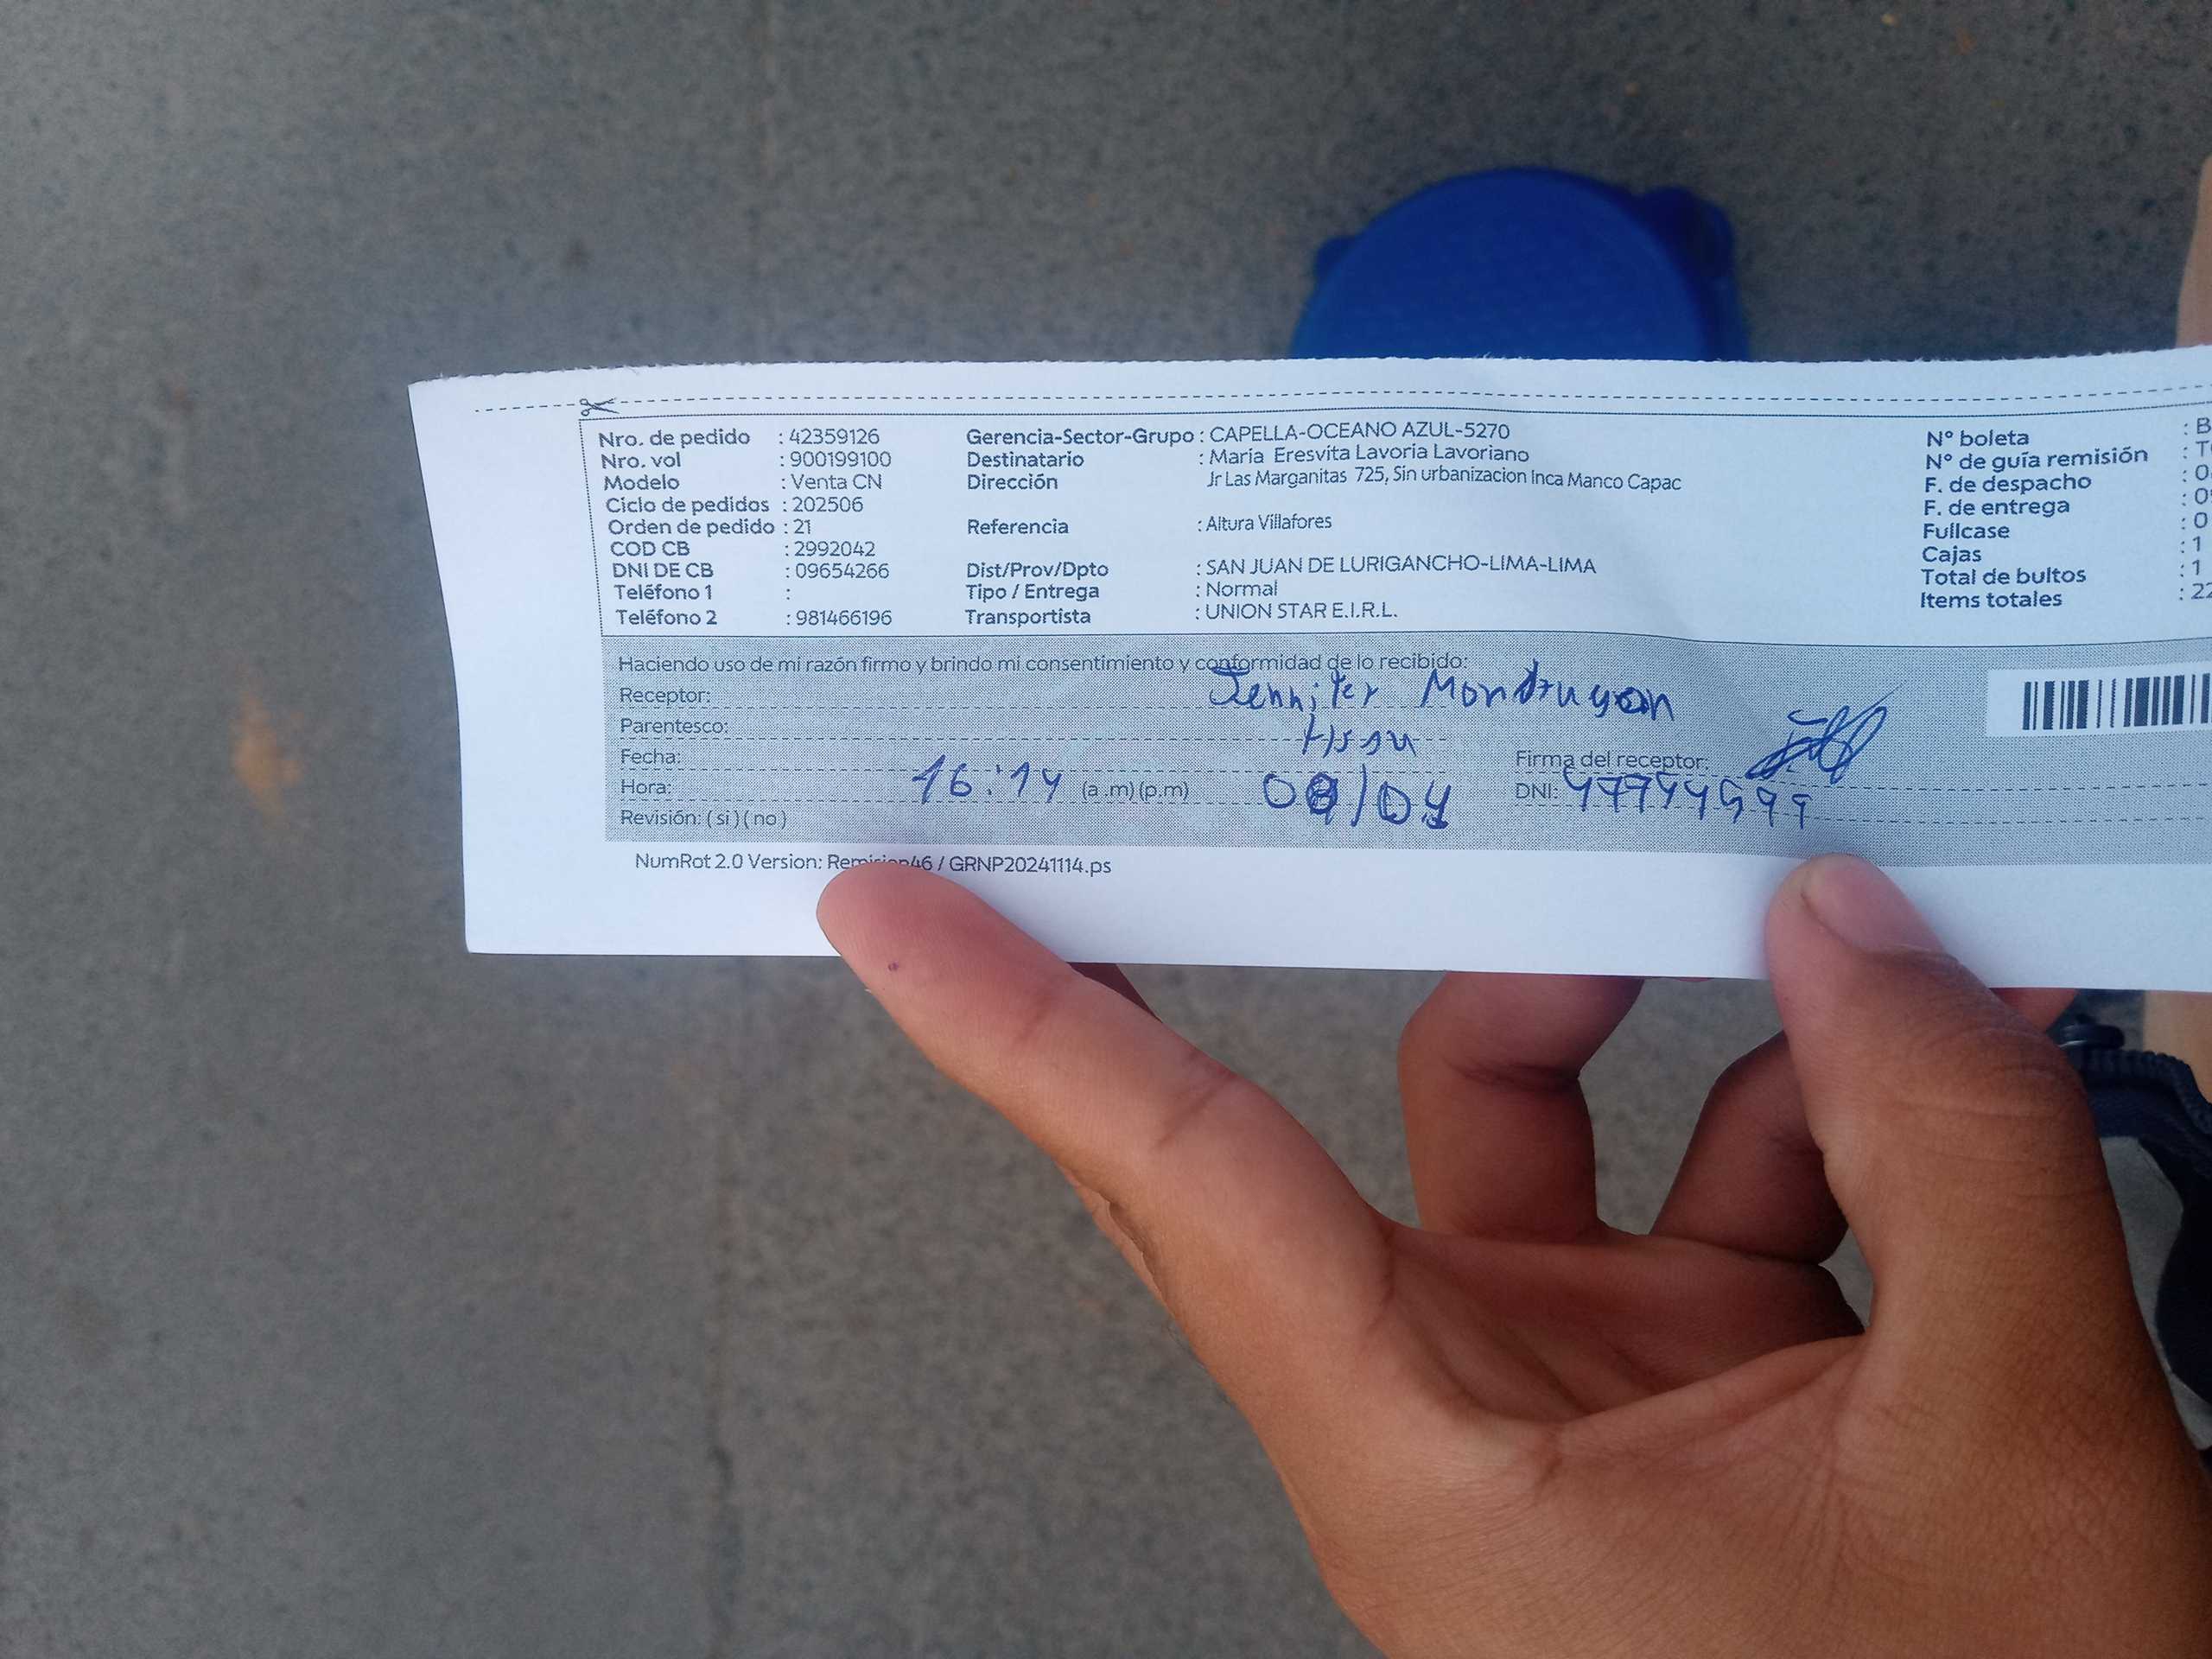 Nro. de pedido : 42359126 Gerencia-Sector-Grupo : CAPELLA-OCEANO AZUL-5270 N° boleta : B
Nro. vol : 900199100 Destinatario : Maria Eresvita Lavoria Lavoriano N° de guía remisión : T
Modelo : Venta CN Dirección Jr Las Marganitas 725, Sin urbanizacion Inca Manco Capac F. de despacho : 0
Ciclo de pedidos : 202506 F. de entrega : 0
Orden de pedido : 21 Referencia : Altura Villafores Fullcase : 0
COD CB : 2992042 Cajas : 1
DNI DE CB : 09654266 Dist/Prov/Dpto : SAN JUAN DE LURIGANCHO-LIMA-LIMA Total de bultos : 1
Teléfono 1 : Tipo / Entrega : Normal Items totales : 22
Teléfono 2 : 981466196 Transportista : UNION STAR E.I.R.L.
Haciendo uso de mi razón firmo y brindo mi consentimiento y conformidad de lo recibido:
Receptor: Jennifer
Parentesco:
Fecha: Firma del receptor:
Hora: 16:14 (a .m) (p.m) DNI:
Revisión: ( si ) ( no )
NumRot 2.0 Version: Remision46 / GRNP20241114.ps